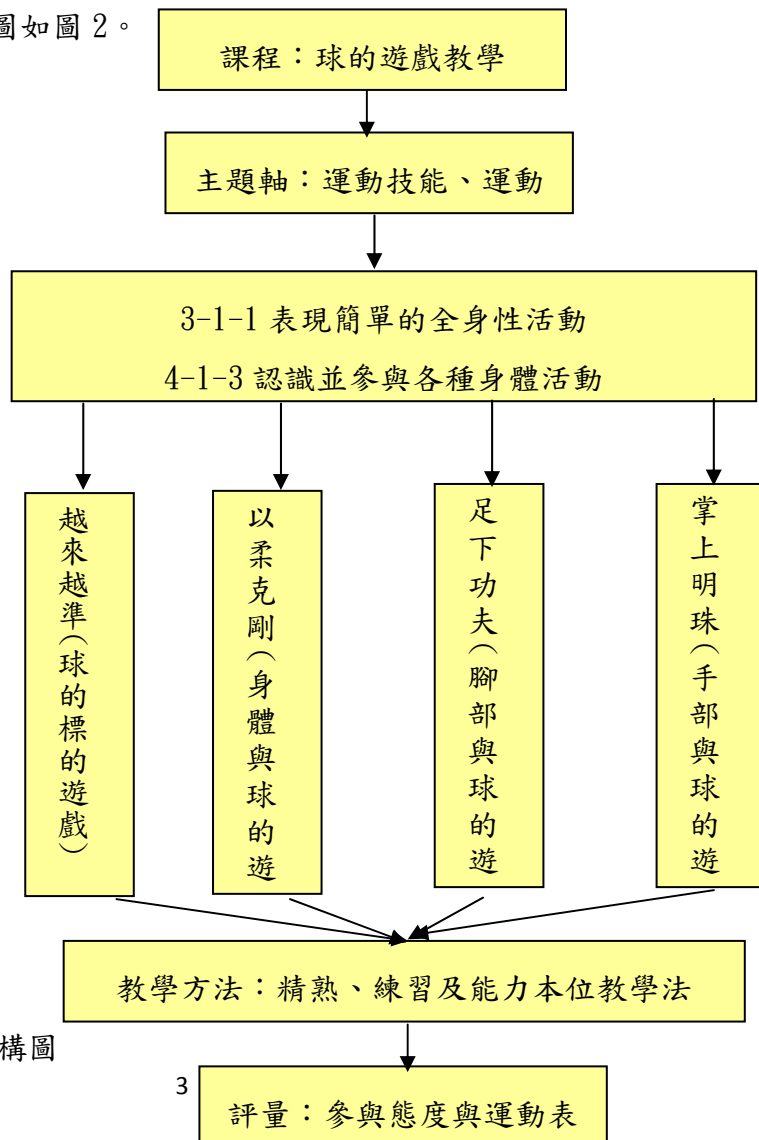 圖如圖 2。
課程：球的遊戲教學
主題軸：運動技能、運動
3-1-1 表現簡單的全身性活動
4-1-3 認識並參與各種身體活動
掌上明珠（手部與球的遊
足下功夫（腳部與球的遊
以柔克剛（身體與球的遊
越來越準（球的標的遊戲）
教學方法：精熟、練習及能力本位教學法
構圖
3
評量：參與態度與運動表